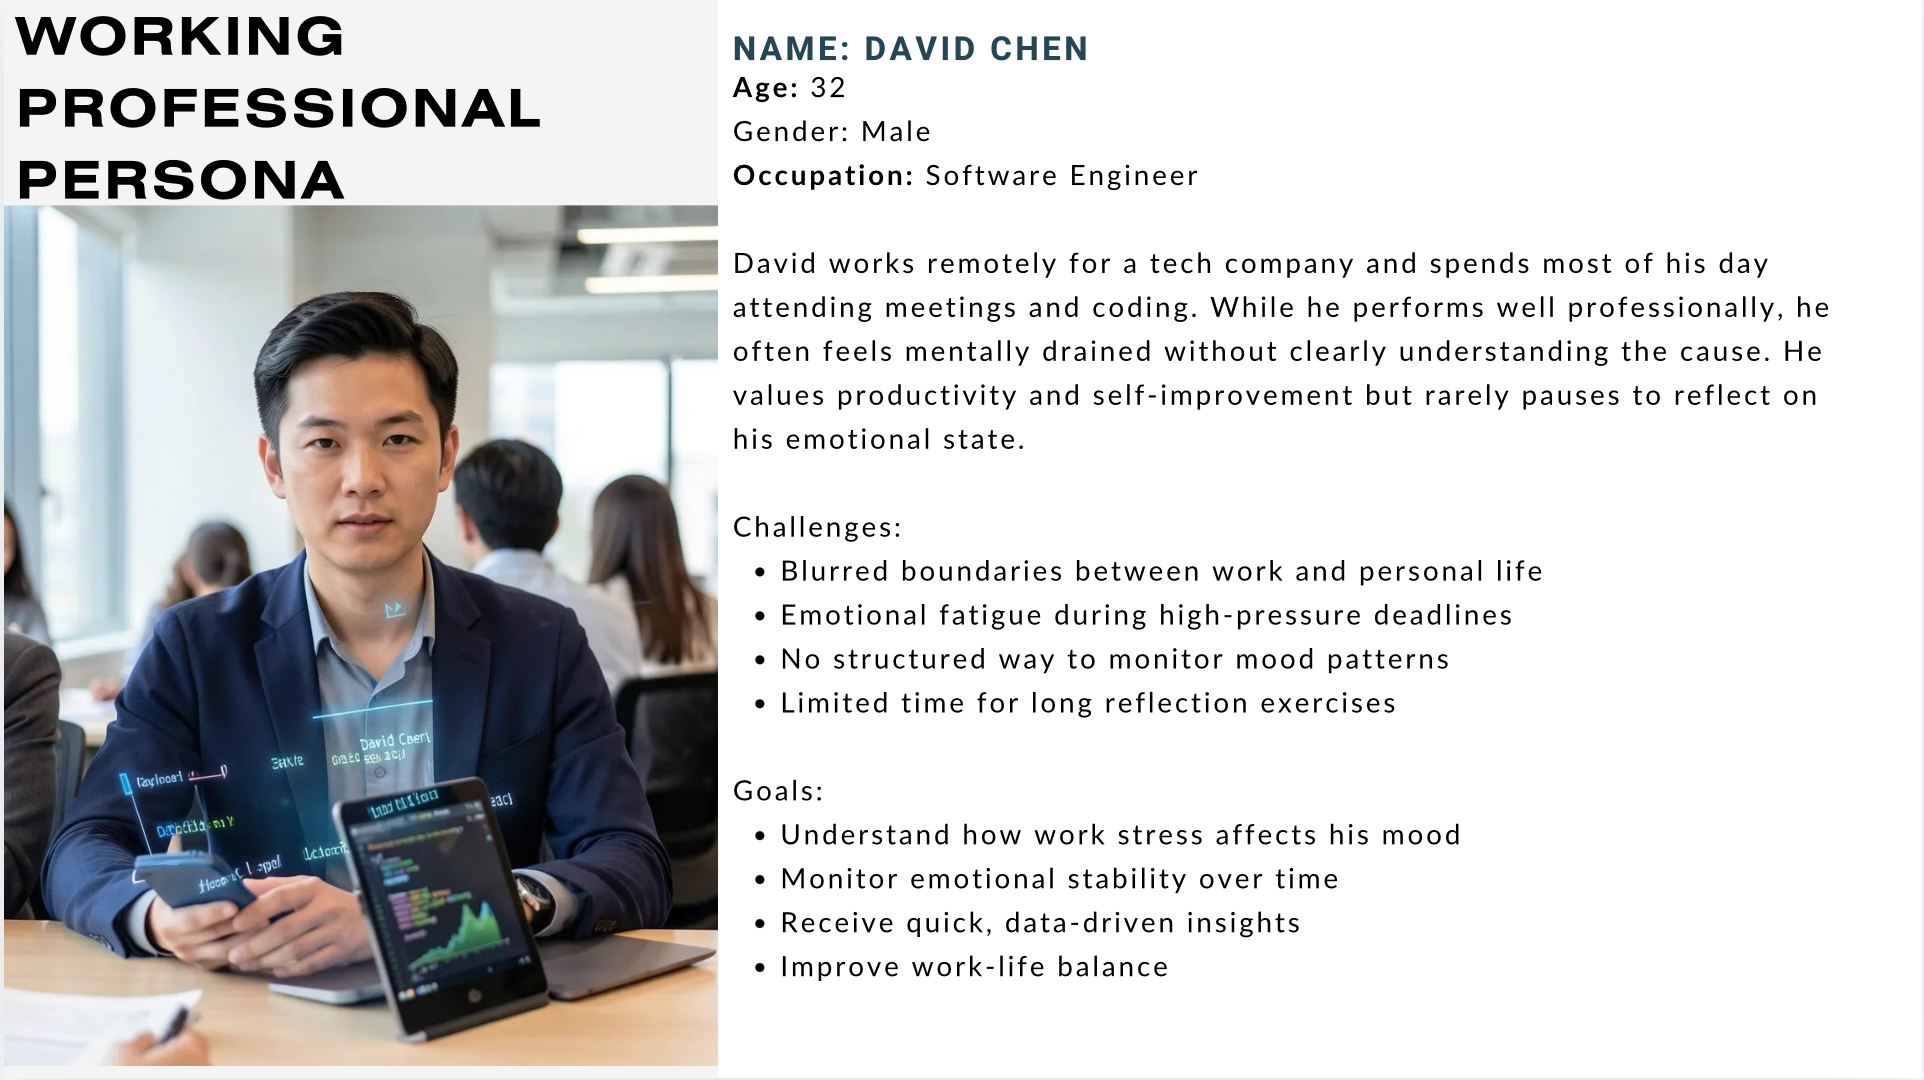 WORKING
PROFESSIONAL
PERSONA
NAME: DAVID CHEN
Age: 32
Gender: Male
Occupation: Software Engineer
David works remotely for a tech company and spends most of his day
attending meetings and coding. While he performs well professionally, he
often feels mentally drained without clearly understanding the cause. He
values productivity and self-improvement but rarely pauses to reflect on
his emotional state.
Challenges:
• Blurred boundaries between work and personal life
• Emotional fatigue during high-pressure deadlines
• No structured way to monitor mood patterns
• Limited time for long reflection exercises
Goals:
• Understand how work stress affects his mood
• Monitor emotional stability over time
• Receive quick, data-driven insights
• Improve work-life balance
David